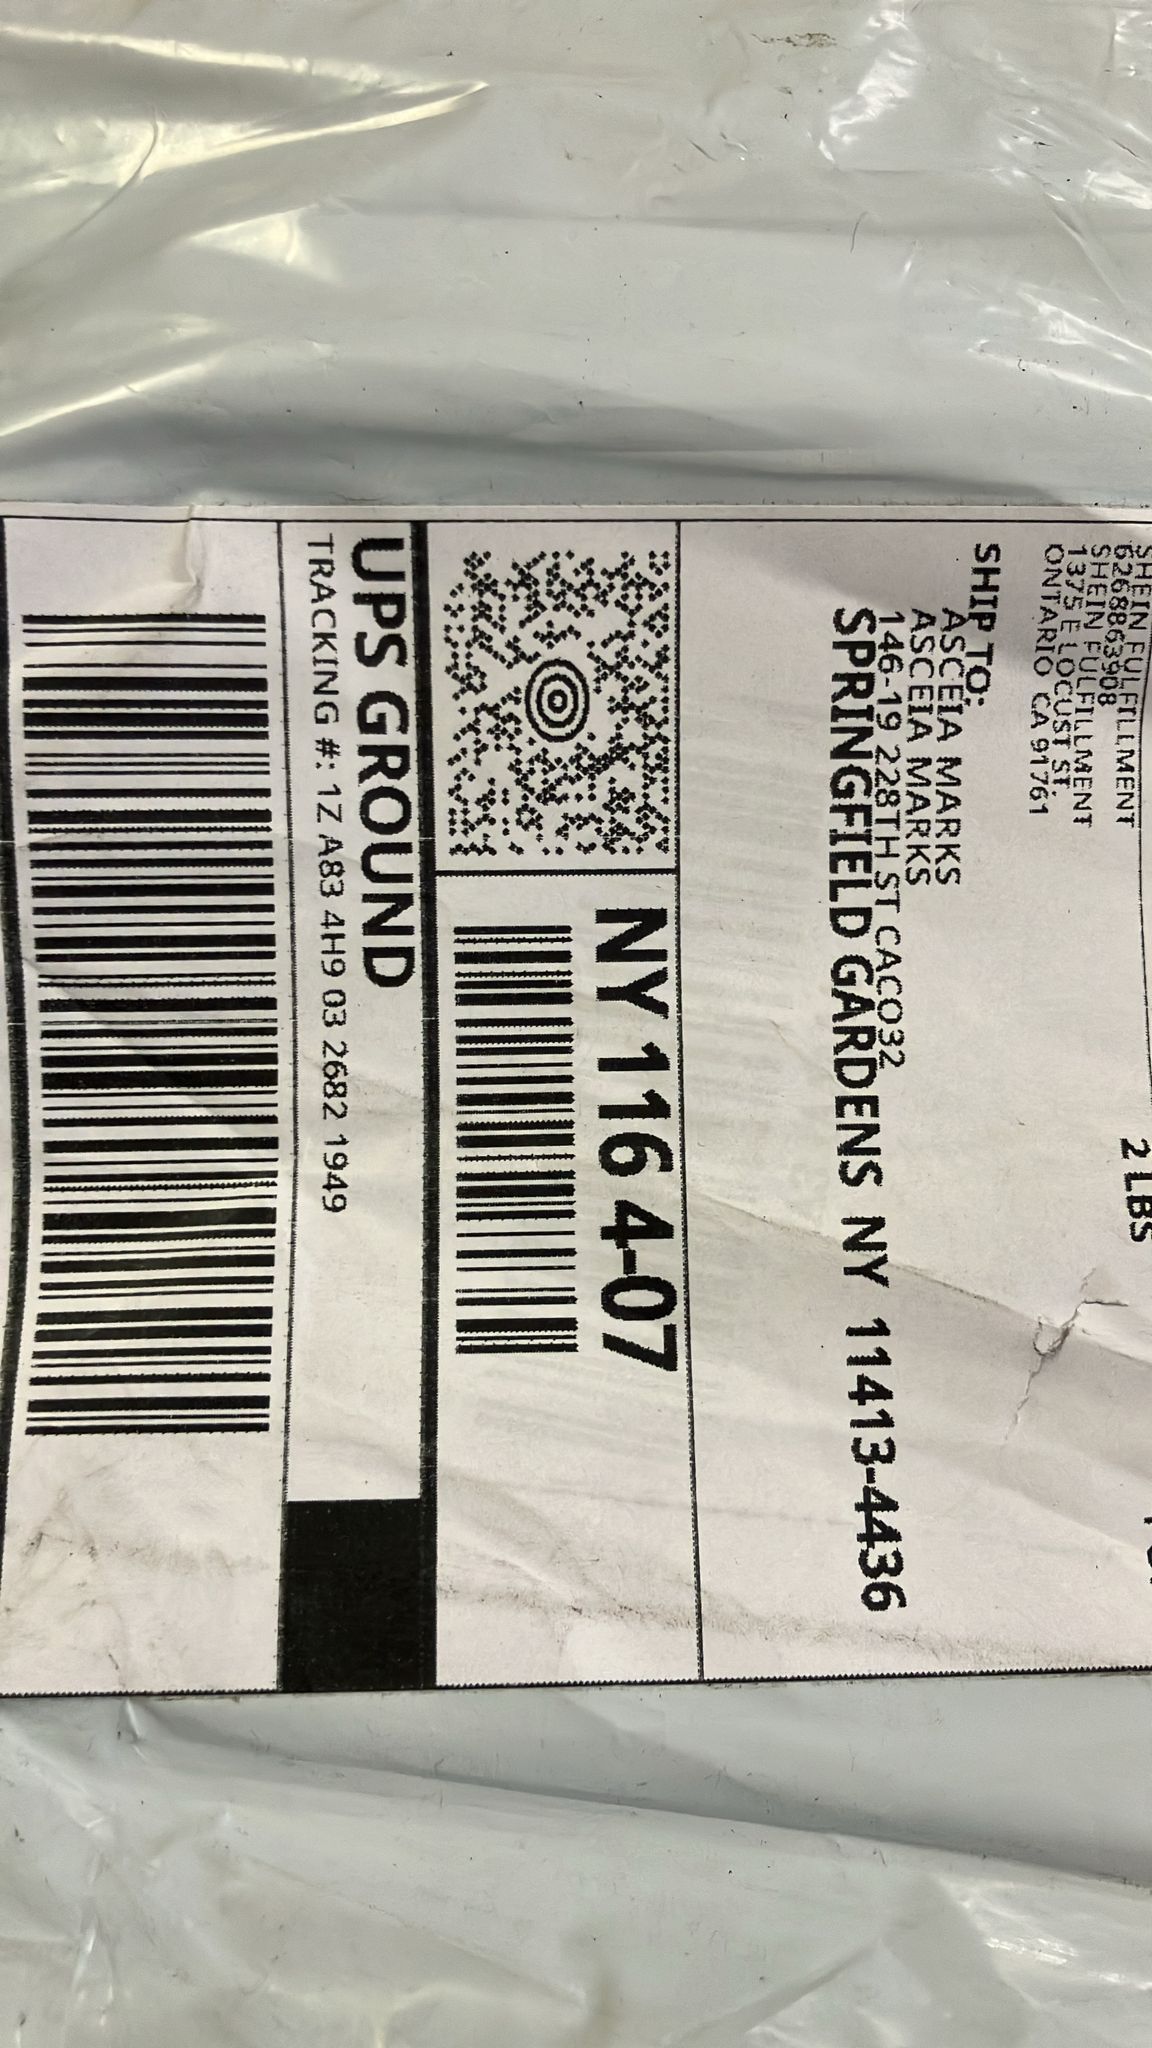 SHEIN FULFILLMENT
6268863908
SHEIN FULFILLMENT
1375 E LOCUST ST.
ONTARIO CA 91761
2 LBS
SHIP TO:
ASCEIA MARKS
ASCEIA MARKS
146-19 228TH ST CACO32
SPRINGFIELD GARDENS NY 11413-4436
NY 116 4-07
UPS GROUND
TRACKING #: 1Z A83 4H9 03 2682 1949